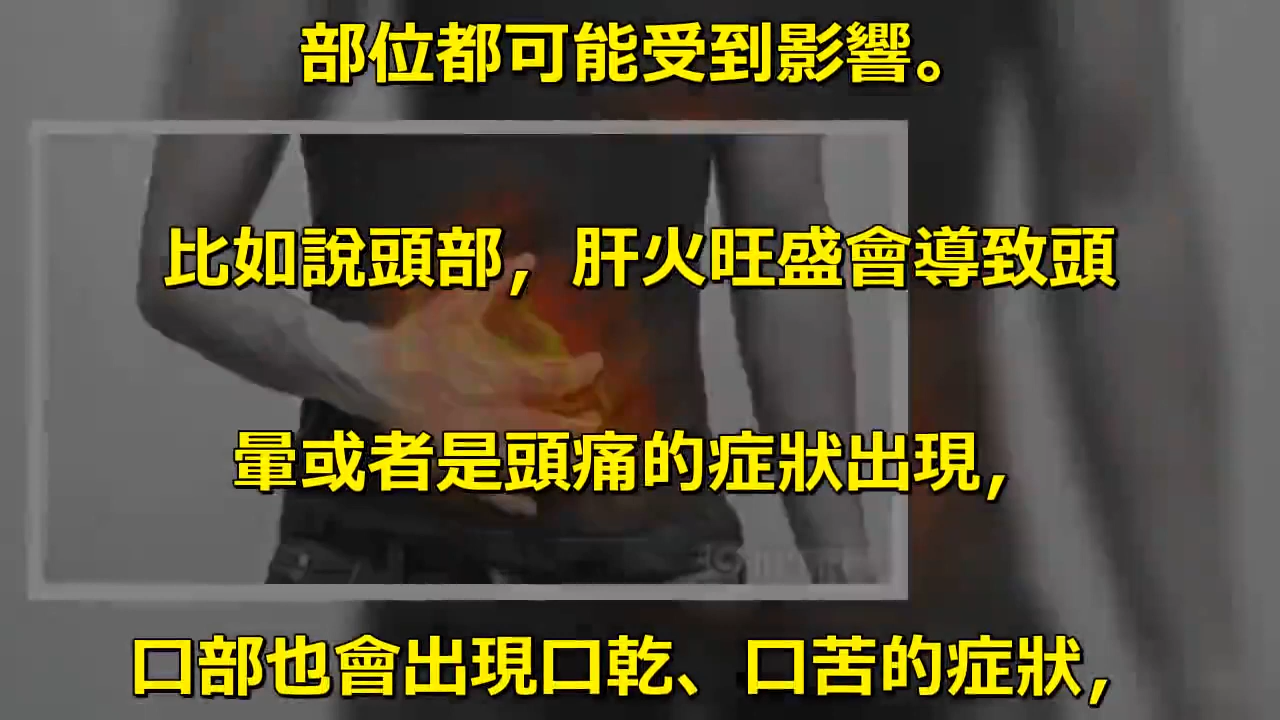 部位都可能受到影響。
比如說頭部，肝火旺盛會導致頭
暈或者是頭痛的症狀出現，
口部也會出現口乾、口苦的症狀，